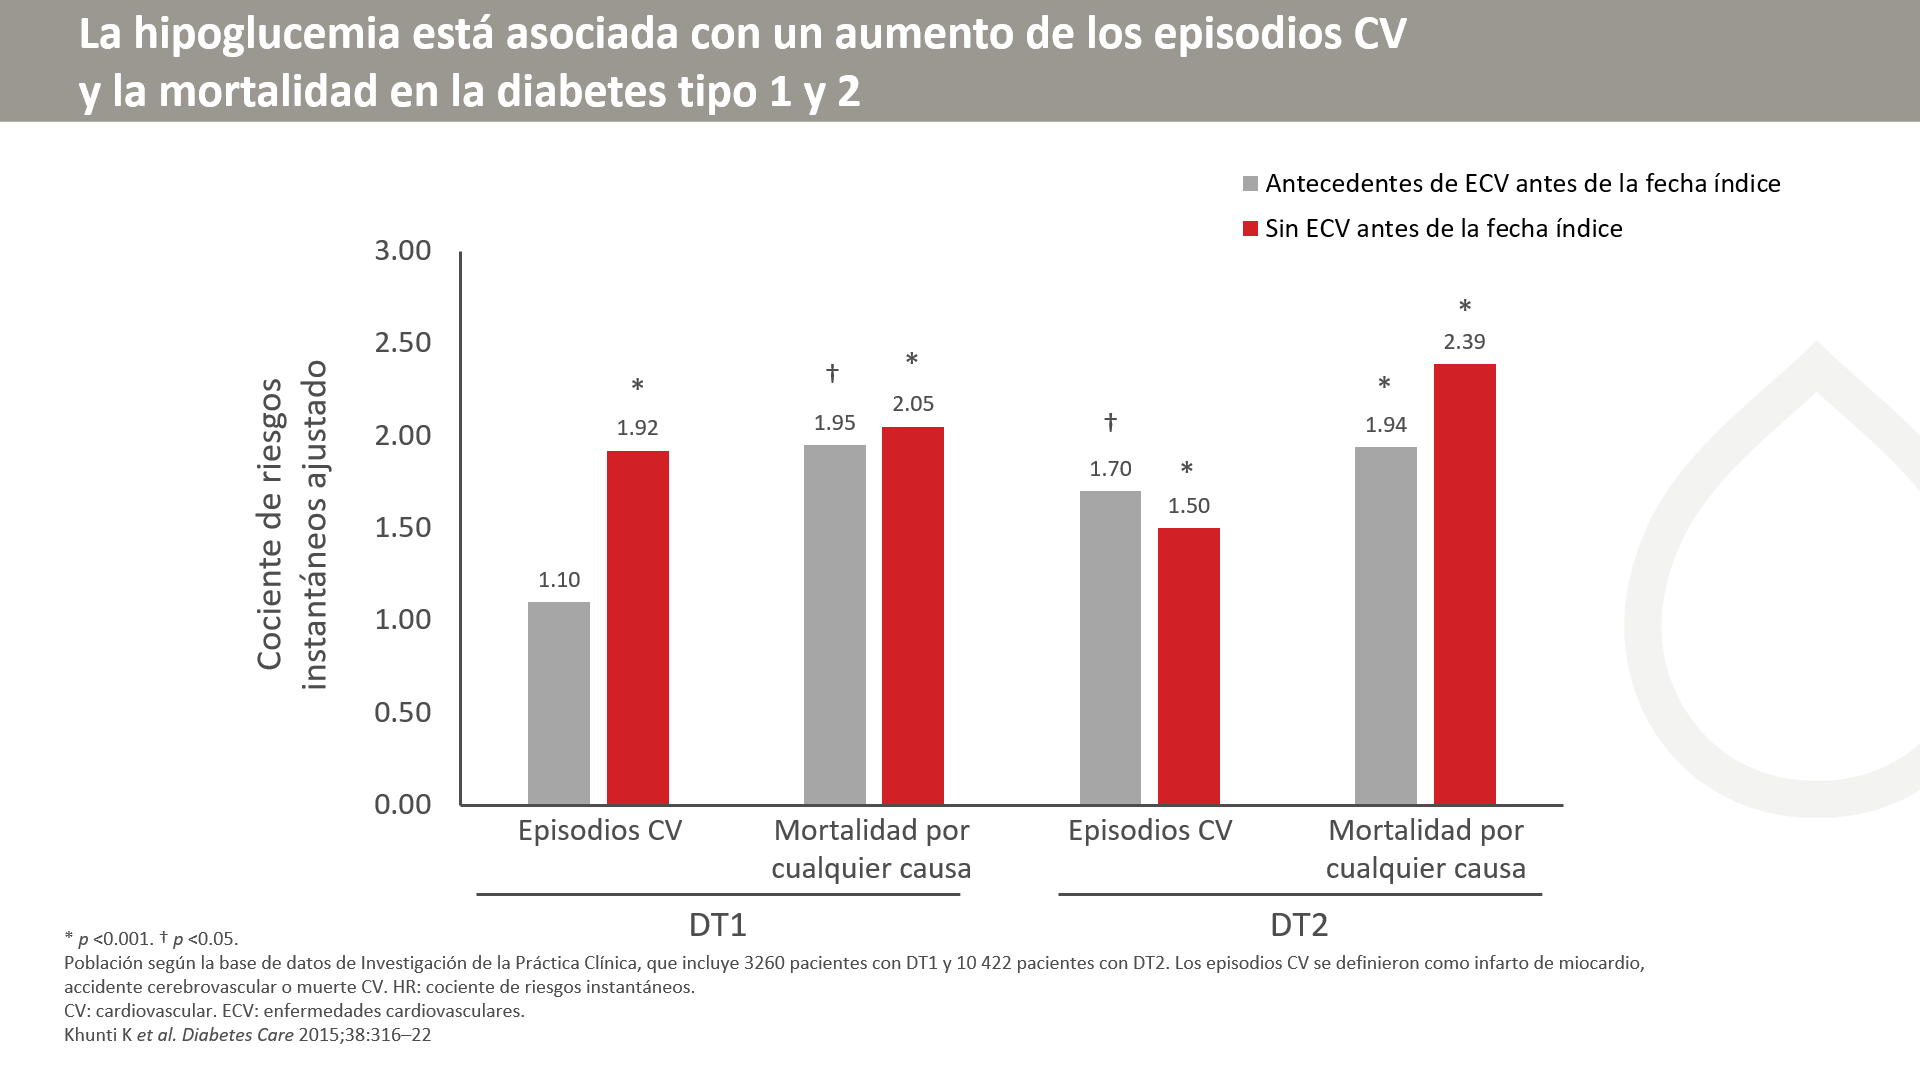 La hipoglucemia está asociada con un aumento de los episodios CV
y la mortalidad en la diabetes tipo 1 y 2
Antecedentes de ECV antes de la fecha índice
Sin ECV antes de la fecha índice
Cociente de riesgos
instantáneos ajustado
3.00
2.50
2.00
1.50
1.00
0.50
0.00
1.10
*
1.92
†
1.95
*
2.05
†
1.70
*
1.50
*
1.94
*
2.39
Episodios CV
Mortalidad por
cualquier causa
Episodios CV
Mortalidad por
cualquier causa
DT1
DT2
* p <0.001. † p <0.05.
Población según la base de datos de Investigación de la Práctica Clínica, que incluye 3260 pacientes con DT1 y 10 422 pacientes con DT2. Los episodios CV se definieron como infarto de miocardio,
accidente cerebrovascular o muerte CV. HR: cociente de riesgos instantáneos.
CV: cardiovascular. ECV: enfermedades cardiovasculares.
Khunti K et al. Diabetes Care 2015;38:316–22